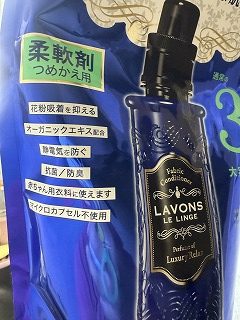 柔軟剤
つめかえ用
花粉吸着を抑える
オーガニックエキス配合
静電気を防ぐ
抗菌／防臭
赤ちゃん用衣料に使えます
マイクロカプセル不使用
Fabric
Conditioner
LAVONS
LE LINGE
Perfume of
Luxury Relax
通常
3
大